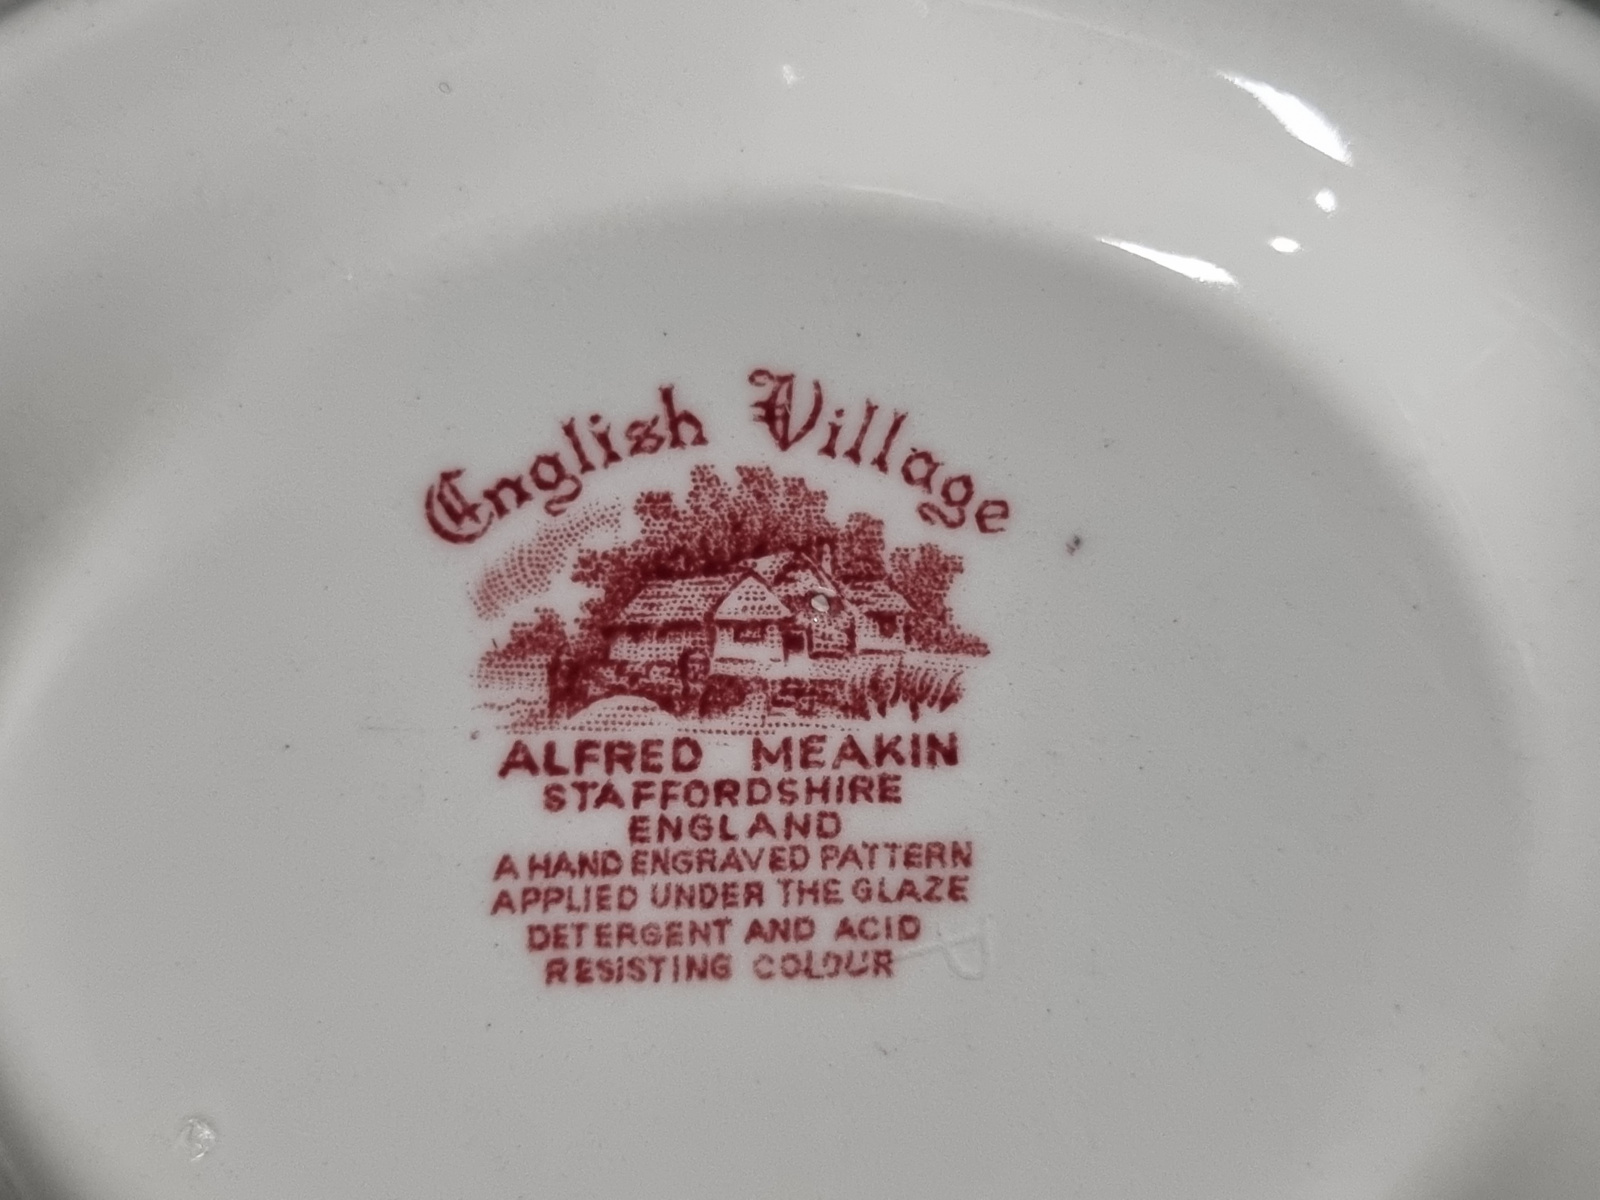 English Village
ALFRED MEAKIN
STAFFORDSHIRE
ENGLAND
A HAND ENGRAVED PATTERN
APPLIED UNDER THE GLAZE
DETERGENT AND ACID
RESISTING COLOUR